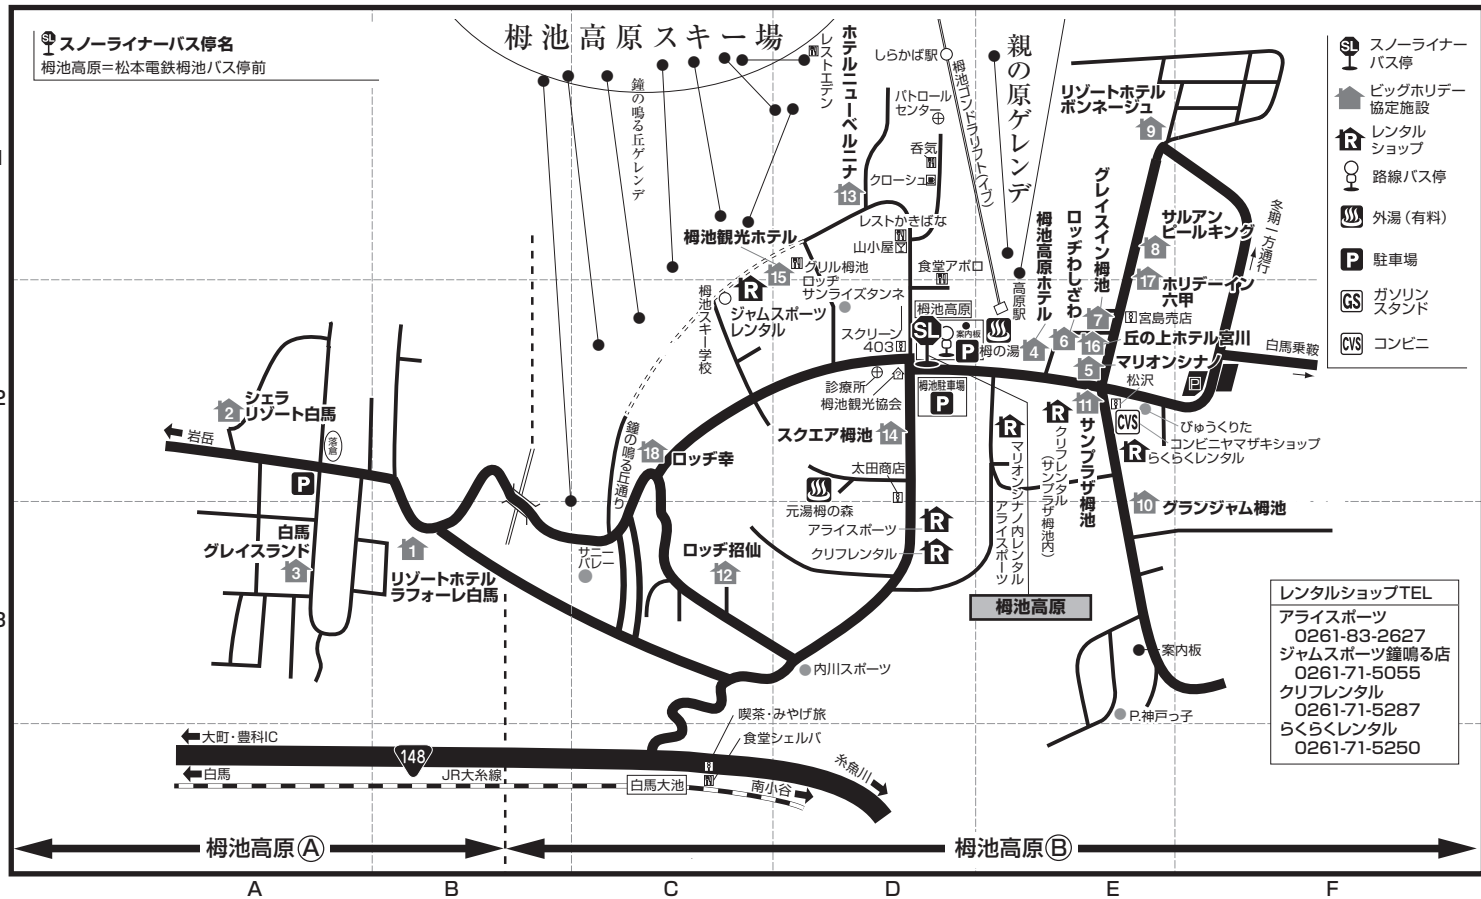 スノーライナーバス停名
栂池高原=松本電鉄栂池バス停前
栂池高原スキー場
鐘の鳴る丘ゲレンデ
レストエデン
ホテルニューベルニナ
13
しらかば駅
栂池ゴンドラリフト(イブ)
親の原ゲレンデ
パトロール
センター
呑気
クローシュ
レストかきばな
山小屋
食堂アポロ
高原駅
リゾートホテル
ボンネージュ
9
グレイスイン栂池
7
ロッヂわしざわ
6
栂池高原ホテル
4
サルアン
ピールキング
8
ホリデーイン
六甲
17
冬期一方通行
宮島売店
丘の上ホテル宮川
16
マリオンシナノ
5
松沢
白馬乗鞍
P
栂池観光ホテル
15
グリル栂池
ロッヂ
サンライズタンネ
R
ジャムスポーツ
レンタル
栂池スキー学校
スクリーン
403
栂池高原
SL
案内板
P
栂の湯
診療所
栂池観光協会
栂池駐車場
P
シェラ
リゾート白馬
2
岩岳
落倉
P
鐘の鳴る丘通り
18
ロッヂ幸
スクエア栂池
14
太田商店
元湯栂の森
アライスポーツ
R
クリフレンタル
R
R
マリオンシナノ内レンタル
アライスポーツ
R
クリフレンタル
(サンプラザ栂池内)
11
サンプラザ栂池
CVS
びゅうくりた
コンビニヤマザキショップ
R
らくらくレンタル
10
グランジャム栂池
白馬
グレイスランド
3
1
リゾートホテル
ラフォーレ白馬
サニー
バレー
ロッヂ招仙
12
栂池高原
内川スポーツ
案内板
P.神戸っ子
喫茶・みやげ旅
食堂シェルパ
大町・豊科IC
148
白馬
JR大糸線
白馬大池
南小谷
糸魚川
栂池高原Ⓐ
栂池高原Ⓑ
1
2
3
A
B
C
D
E
F
SL
スノーライナー
バス停
ビッグホリデー
協定施設
R
レンタル
ショップ
路線バス停
外湯(有料)
P
駐車場
GS
ガソリン
スタンド
CVS
コンビニ
レンタルショップTEL
アライスポーツ
0261-83-2627
ジャムスポーツ鐘鳴る店
0261-71-5055
クリフレンタル
0261-71-5287
らくらくレンタル
0261-71-5250